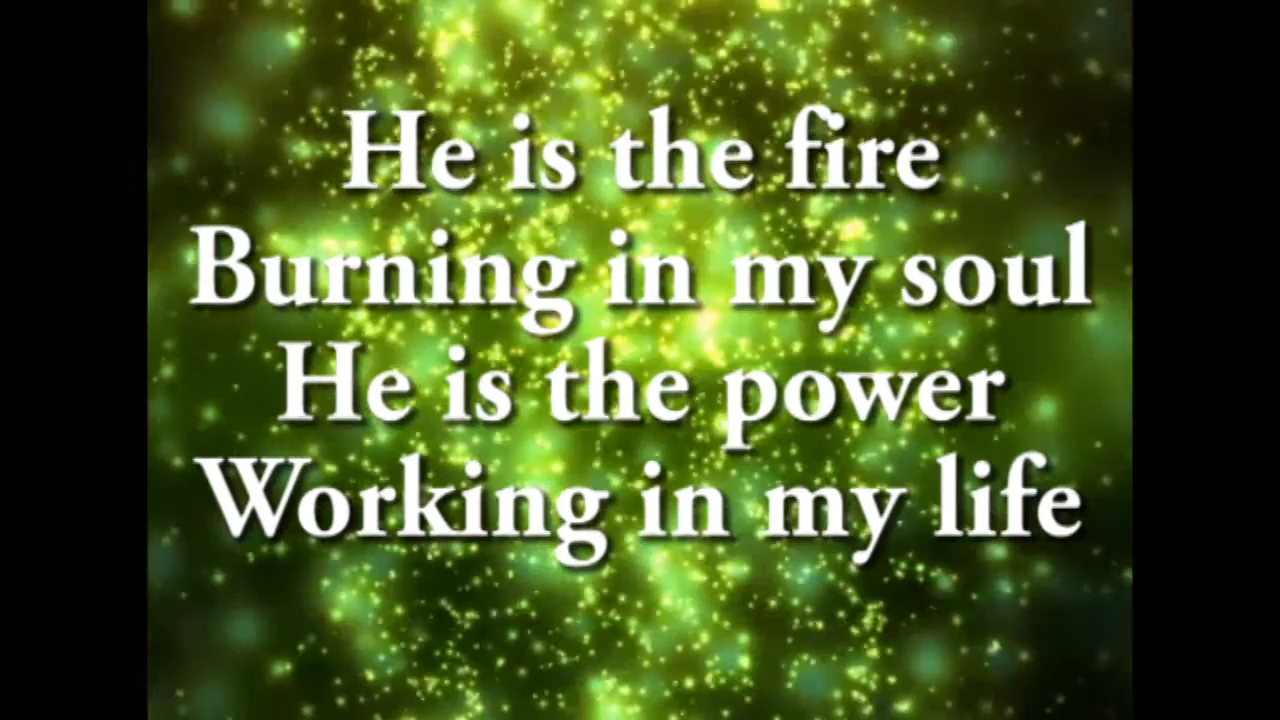 He is the fire
Burning in my soul
He is the power
Working in my life